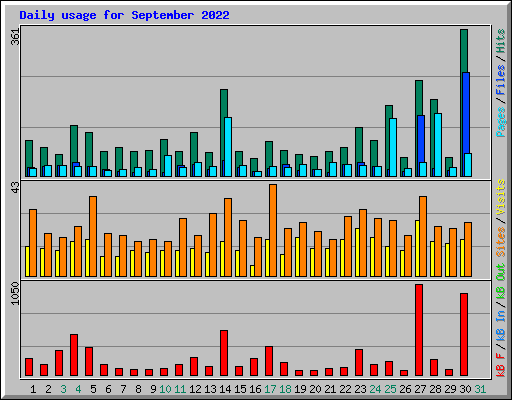 Daily usage for September 2022
361
Pages/Files/Hits
43
Sites/Visits
1050
kB F/kB In/kB Out
1 2 3 4 5 6 7 8 9 10 11 12 13 14 15 16 17 18 19 20 21 22 23 24 25 26 27 28 29 30 31